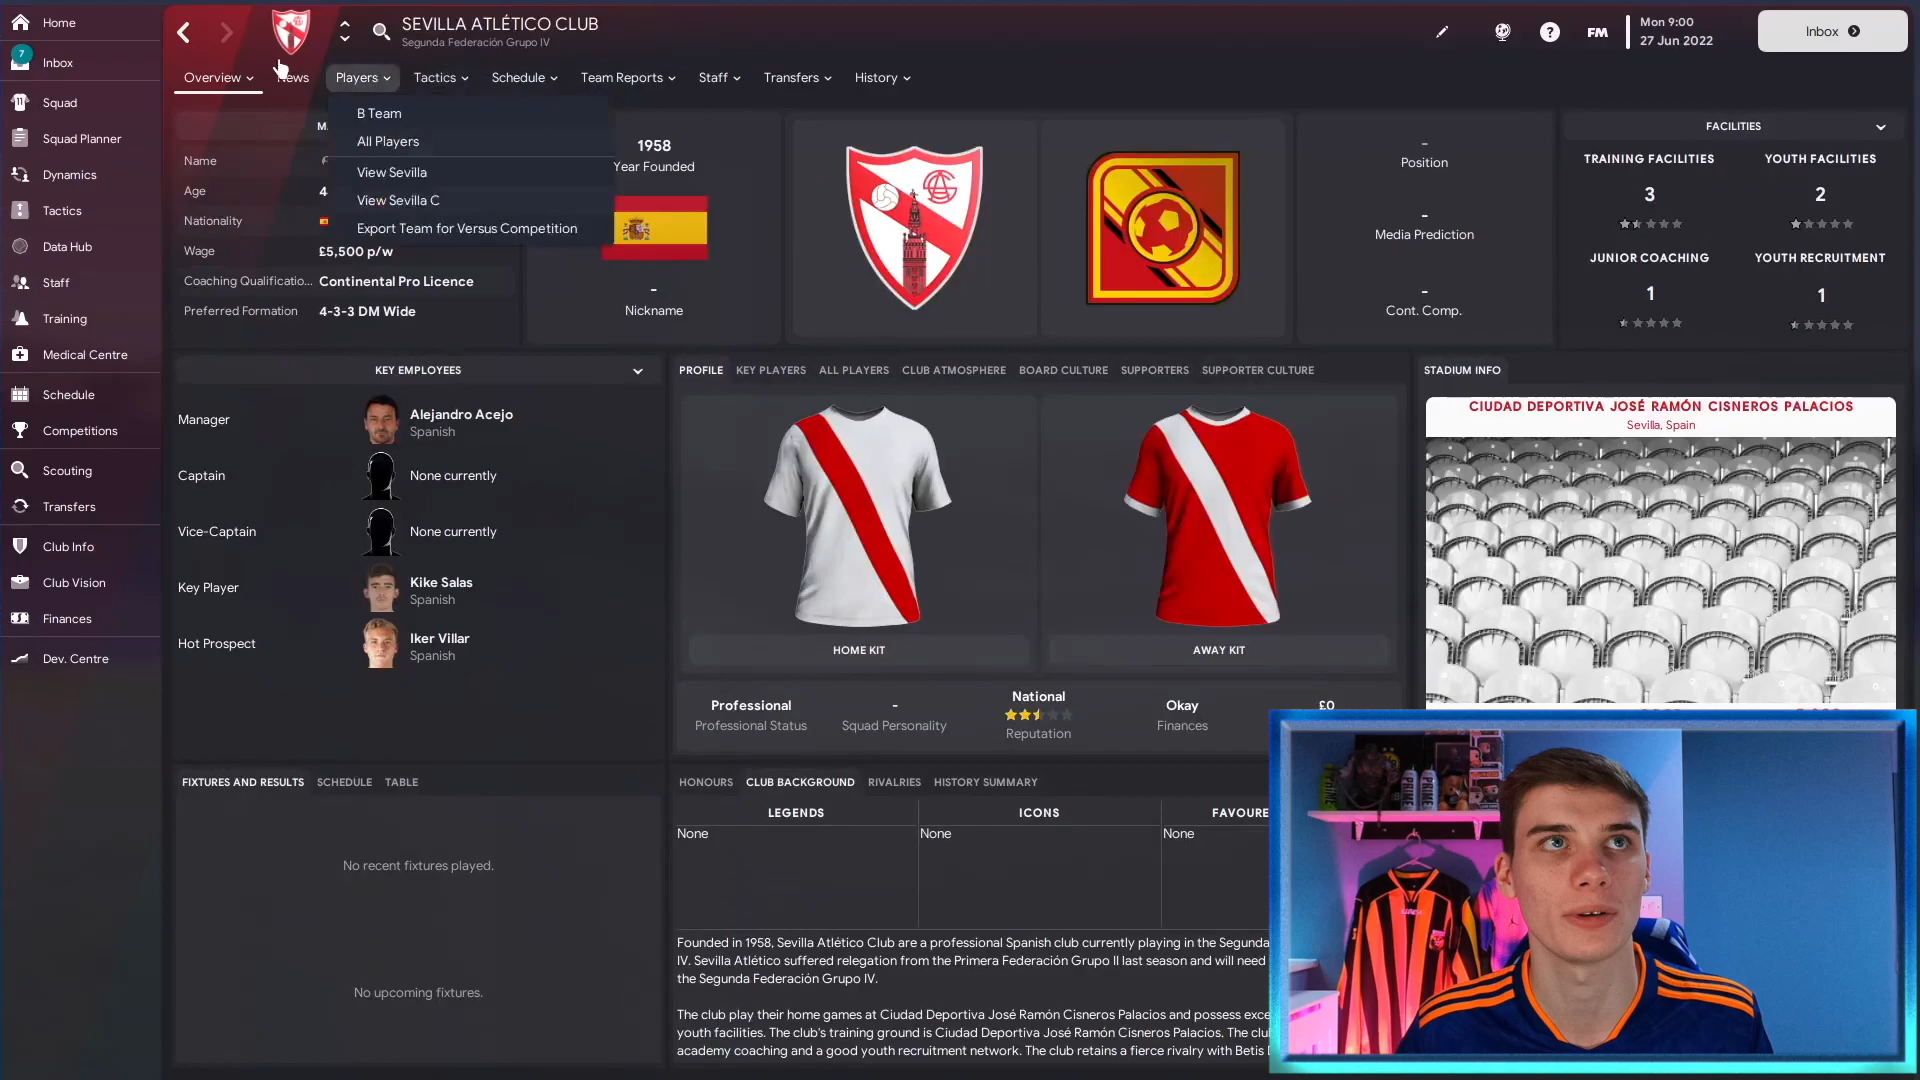 Home
Inbox
7
Squad
Squad Planner
Dynamics
Tactics
Data Hub
Staff
Training
Medical Centre
Schedule
Competitions
Scouting
Transfers
Club Info
Club Vision
Finances
Dev. Centre
SEVILLA ATLÉTICO CLUB
Segunda Federación Grupo IV
FM
Mon 9:00
27 Jun 2022
Inbox
Overview
News
Players
Tactics
Schedule
Team Reports
Staff
Transfers
History
B Team
All Players
View Sevilla
View Sevilla C
Export Team for Versus Competition
Name
Age 4
Nationality
Wage £5,500 p/w
Coaching Qualificatio... Continental Pro Licence
Preferred Formation 4-3-3 DM Wide
1958
Year Founded
-
Nickname
-
Position
-
Media Prediction
-
Cont. Comp.
FACILITIES
TRAINING FACILITIES
3
YOUTH FACILITIES
2
JUNIOR COACHING
1
YOUTH RECRUITMENT
1
KEY EMPLOYEES
Manager Alejandro Acejo
Spanish
Captain None currently
Vice-Captain None currently
Key Player Kike Salas
Spanish
Hot Prospect Iker Villar
Spanish
PROFILE KEY PLAYERS ALL PLAYERS CLUB ATMOSPHERE BOARD CULTURE SUPPORTERS SUPPORTER CULTURE
HOME KIT
AWAY KIT
Professional
Professional Status
-
Squad Personality
National
Reputation
Okay
Finances
£0
STADIUM INFO
CIUDAD DEPORTIVA JOSÉ RAMÓN CISNEROS PALACIOS
Sevilla, Spain
FIXTURES AND RESULTS SCHEDULE TABLE
No recent fixtures played.
No upcoming fixtures.
HONOURS CLUB BACKGROUND RIVALRIES HISTORY SUMMARY
LEGENDS ICONS FAVOURE
None None None
Founded in 1958, Sevilla Atlético Club are a professional Spanish club currently playing in the Segunda
IV. Sevilla Atlético suffered relegation from the Primera Federación Grupo II last season and will need
the Segunda Federación Grupo IV.
The club play their home games at Ciudad Deportiva José Ramón Cisneros Palacios and possess exce
youth facilities. The club's training ground is Ciudad Deportiva José Ramón Cisneros Palacios. The clu
academy coaching and a good youth recruitment network. The club retains a fierce rivalry with Betis